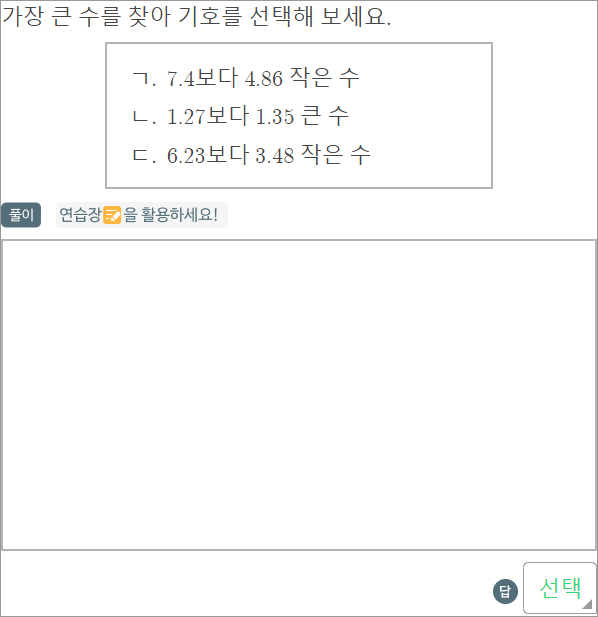 가장 큰 수를 찾아 기호를 선택해 보세요.
ㄱ. 7.4보다 4.86 작은 수
ㄴ. 1.27보다 1.35 큰 수
ㄷ. 6.23보다 3.48 작은 수
풀이 연습장을 활용하세요!
답 선택